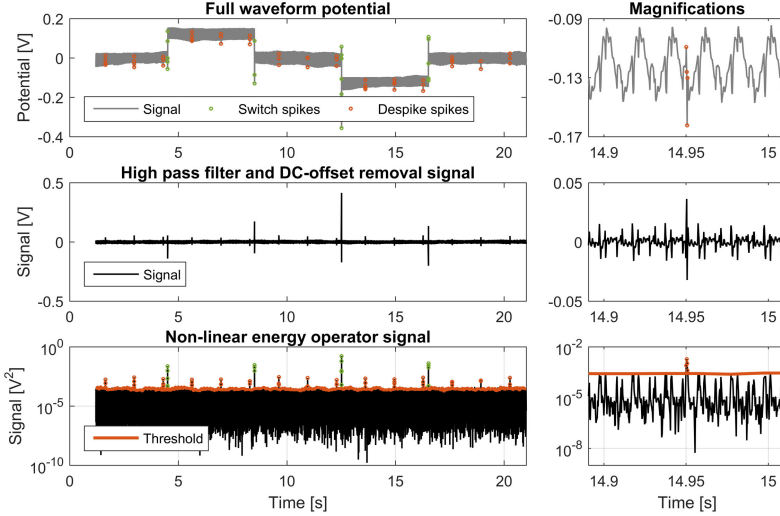 Full waveform potential
Magnifications
Potential [V]
0.2
0
-0.2
-0.4
Signal
Switch spikes
Despike spikes
0 5 10 15 20
-0.09
-0.13
-0.17
14.9 14.95 15
High pass filter and DC-offset removal signal
Signal [V]
0.5
0
-0.5
Signal
0 5 10 15 20
0.05
0
-0.05
14.9 14.95 15
Non-linear energy operator signal
Signal [V²]
10⁰
10⁻⁵
10⁻¹⁰
Threshold
0 5 10 15 20
Time [s]
10⁻²
10⁻⁵
10⁻⁸
14.9 14.95 15
Time [s]